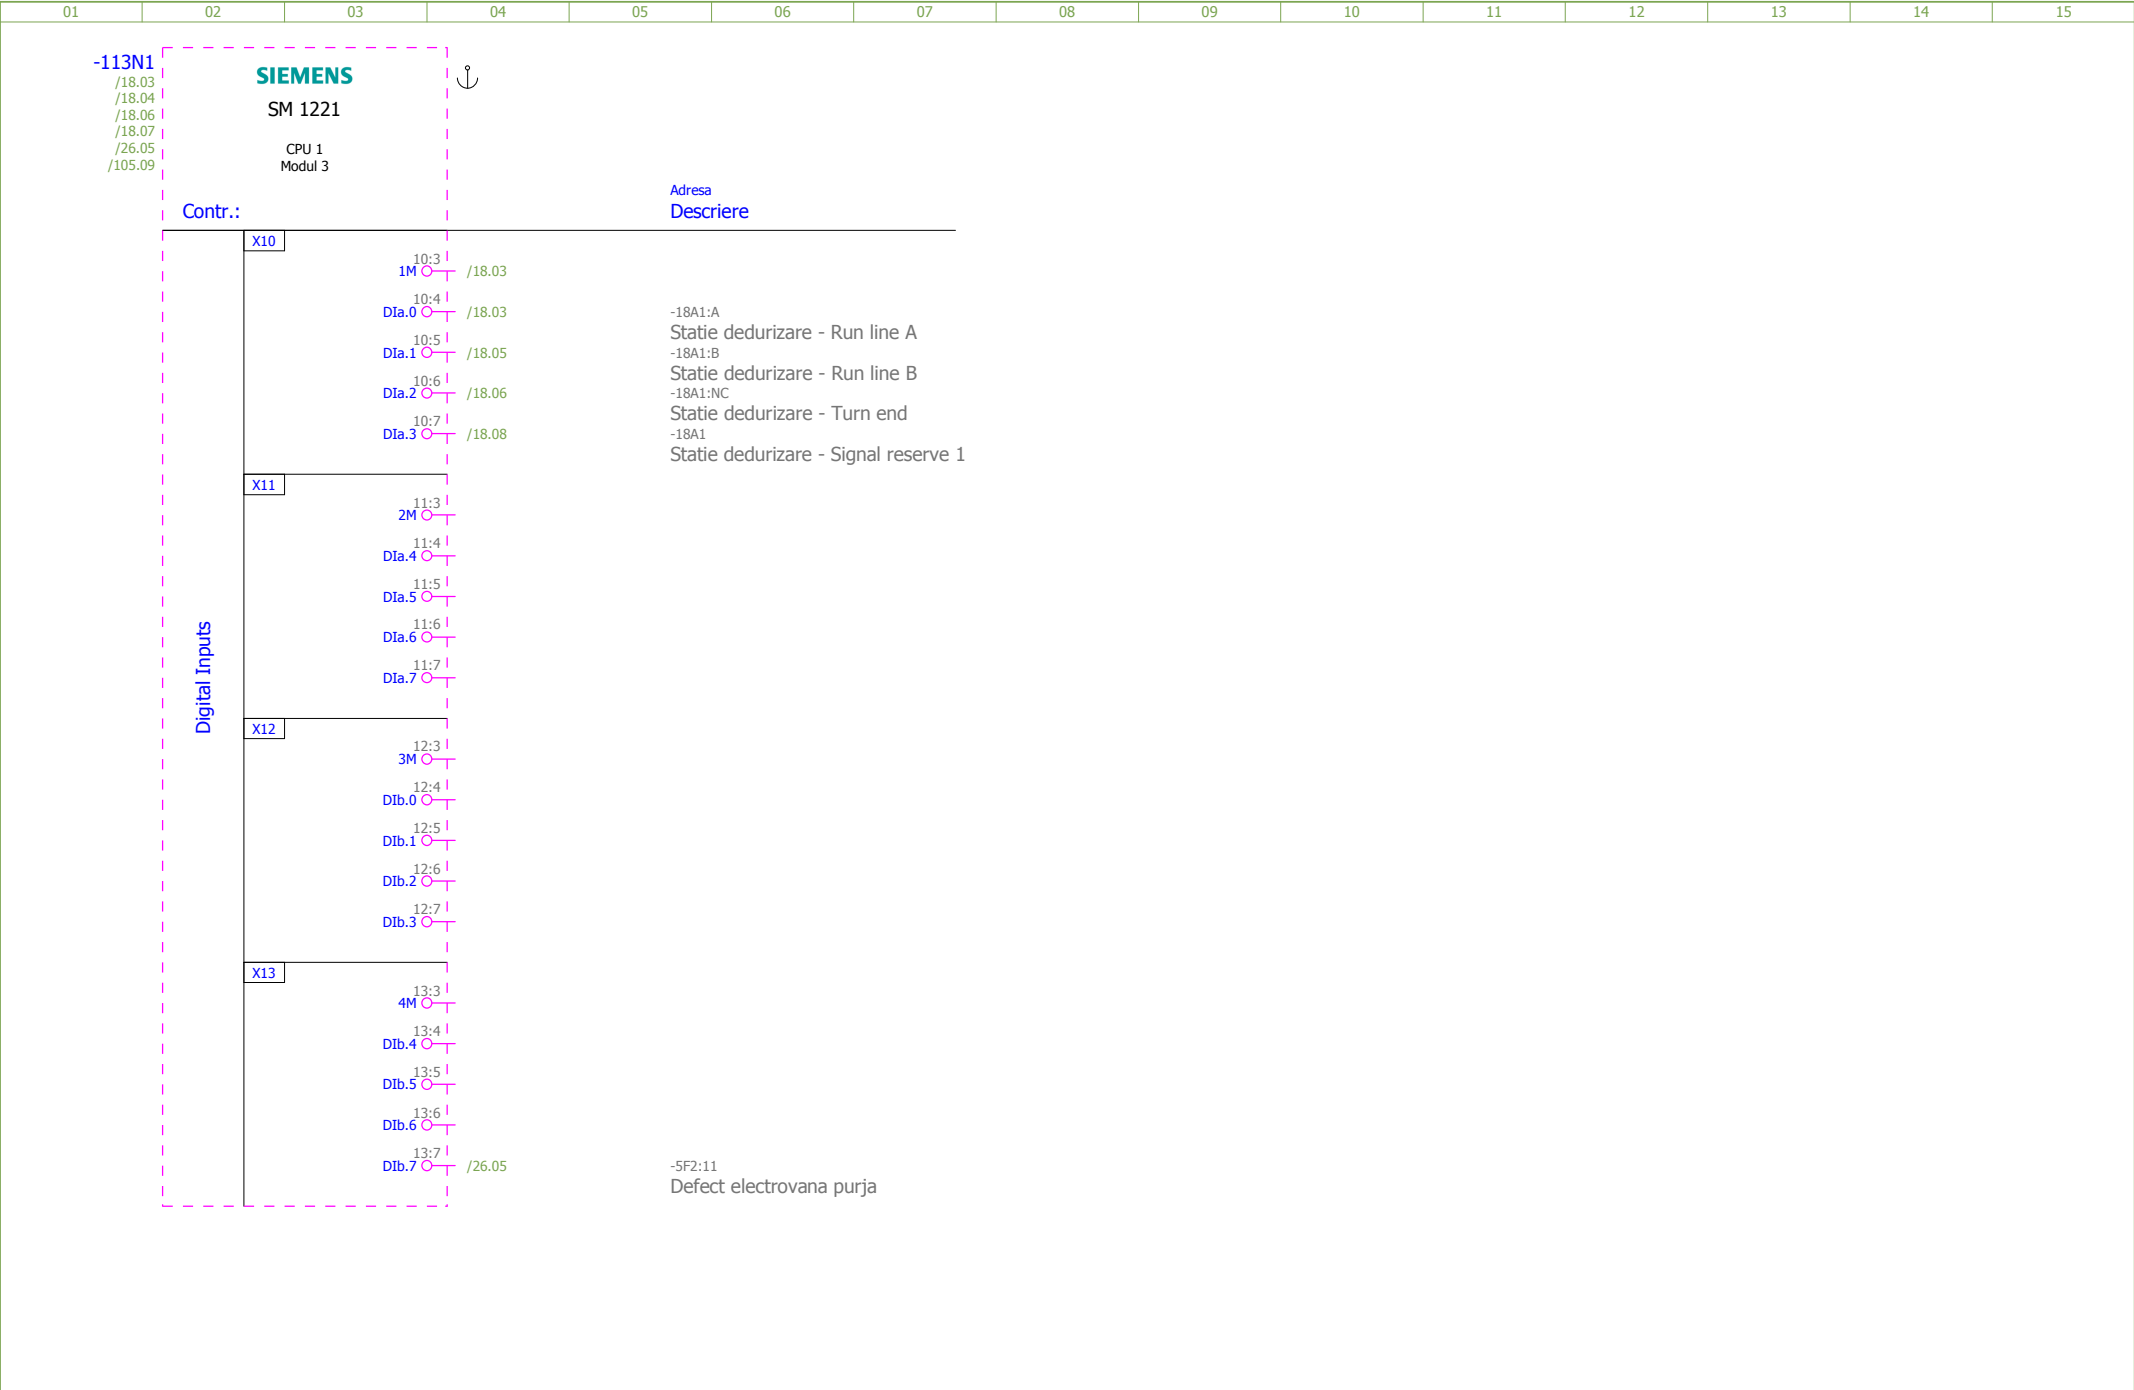 01 02 03 04 05 06 07 08 09 10 11 12 13 14 15
-113N1
/18.03
/18.04
/18.06
/18.07
/26.05
/105.09
SIEMENS
SM 1221
CPU 1
Modul 3
Adresa
Contr.: Descriere
X10
10:3
1M /18.03
10:4
DIa.0 /18.03 -18A1:A
Statie dedurizare - Run line A
10:5
DIa.1 /18.05 -18A1:B
Statie dedurizare - Run line B
10:6
DIa.2 /18.06 -18A1:NC
Statie dedurizare - Turn end
10:7
DIa.3 /18.08 -18A1
Statie dedurizare - Signal reserve 1
X11
11:3
2M
11:4
DIa.4
11:5
DIa.5
11:6
DIa.6
11:7
DIa.7
Digital Inputs
X12
12:3
3M
12:4
DIb.0
12:5
DIb.1
12:6
DIb.2
12:7
DIb.3
X13
13:3
4M
13:4
DIb.4
13:5
DIb.5
13:6
DIb.6
13:7
DIb.7 /26.05 -5F2:11
Defect electrovana purja